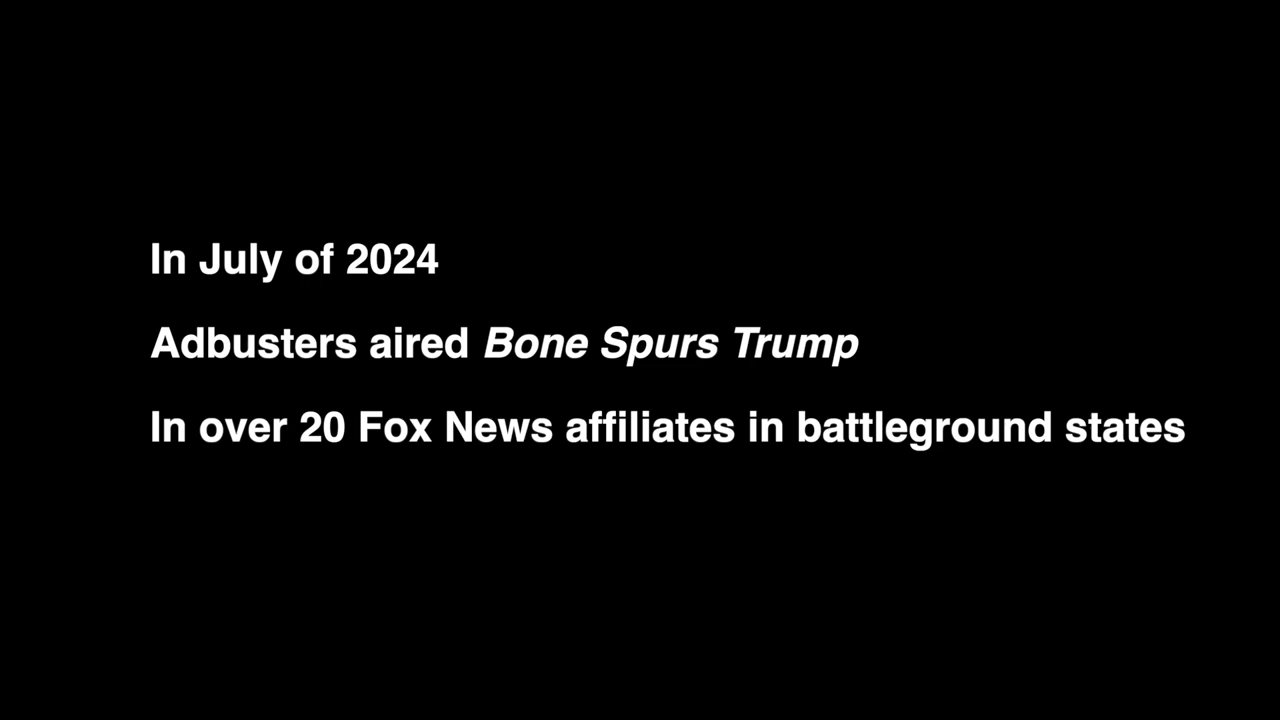 In July of 2024
Adbusters aired Bone Spurs Trump
In over 20 Fox News affiliates in battleground states